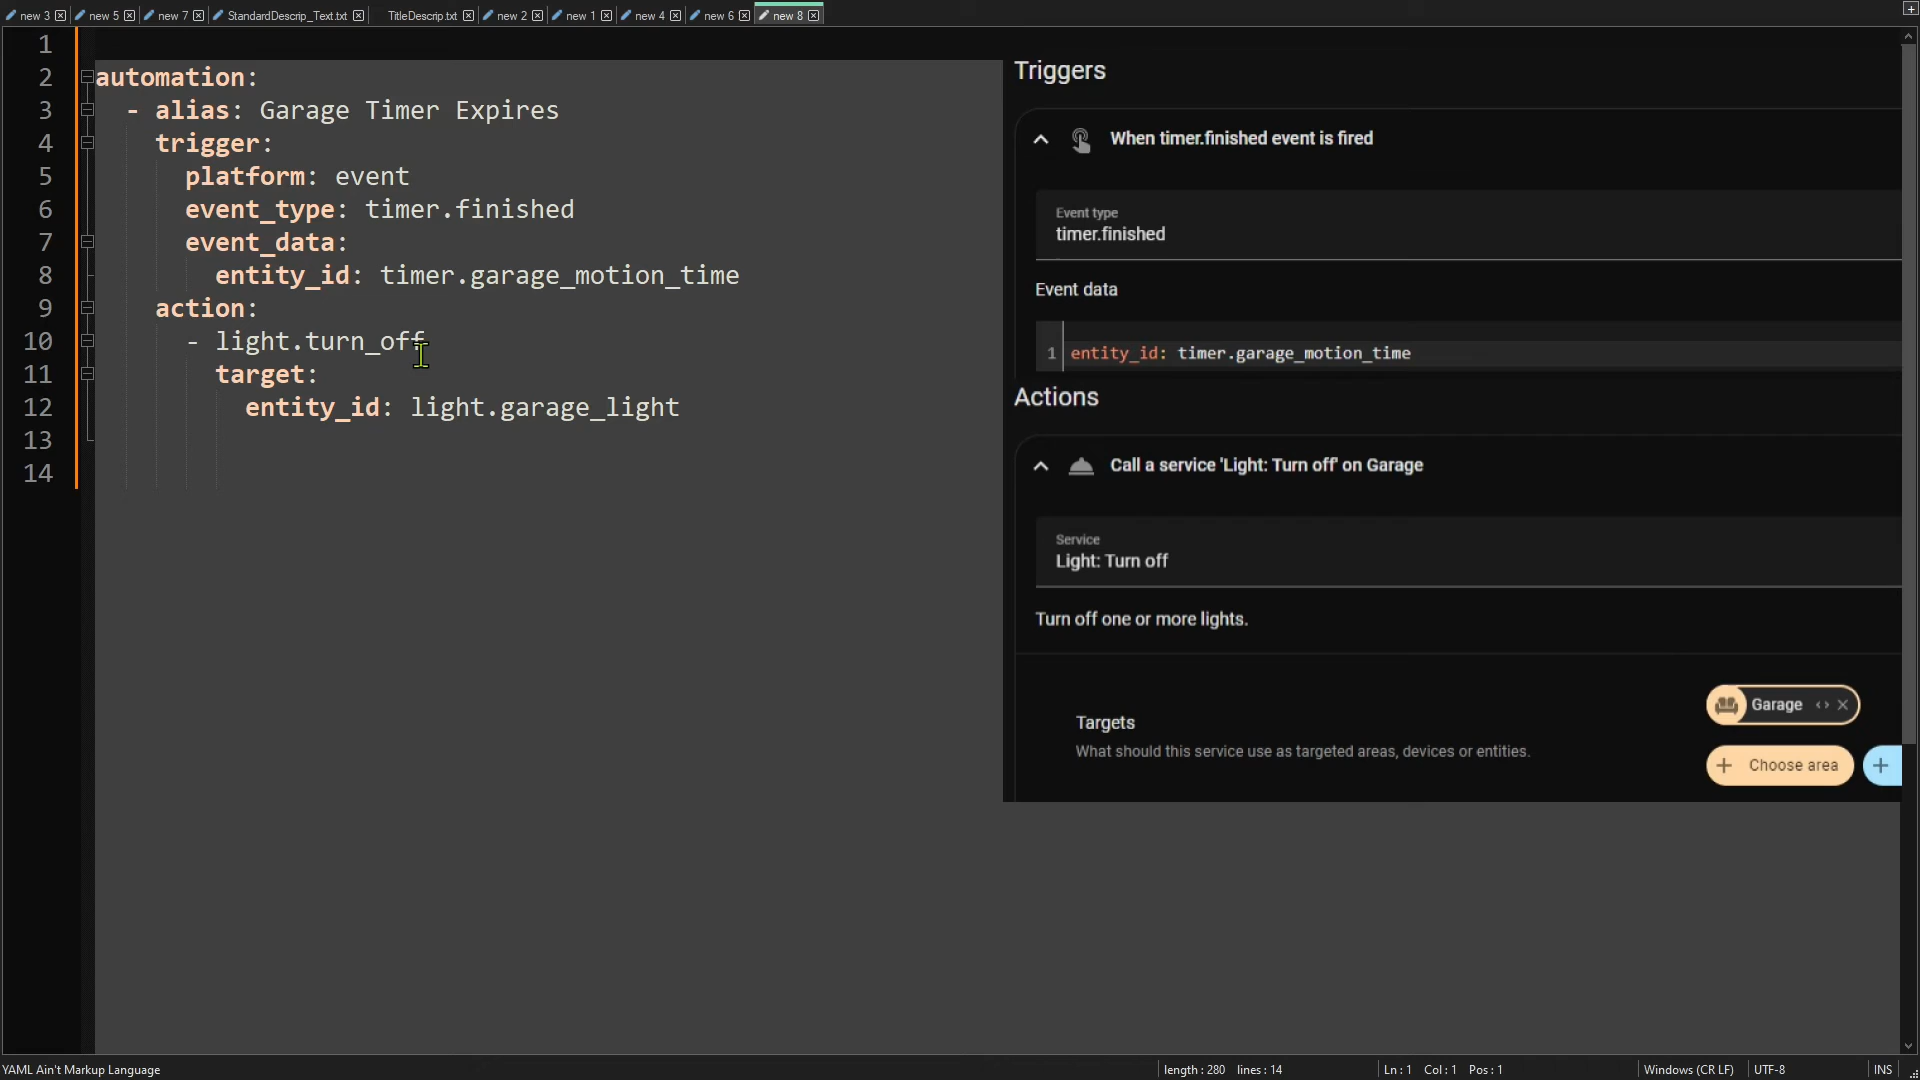 new 3 new 5 new 7 StandardDescrip_Text.txt TitleDescrip.txt new 2 new 1 new 4 new 6 new 8
1
2 automation:
3 - alias: Garage Timer Expires
4 trigger:
5 platform: event
6 event_type: timer.finished
7 event_data:
8 entity_id: timer.garage_motion_time
9 action:
10 - light.turn_off
11 target:
12 entity_id: light.garage_light
13
14
Triggers
When timer.finished event is fired
Event type
timer.finished
Event data
1 entity_id: timer.garage_motion_time
Actions
Call a service 'Light: Turn off' on Garage
Service
Light: Turn off
Turn off one or more lights.
Targets
What should this service use as targeted areas, devices or entities.
Garage
+ Choose area
+
YAML Ain't Markup Language length : 280 lines : 14 Ln : 1 Col : 1 Pos : 1 Windows (CR LF) UTF-8 INS